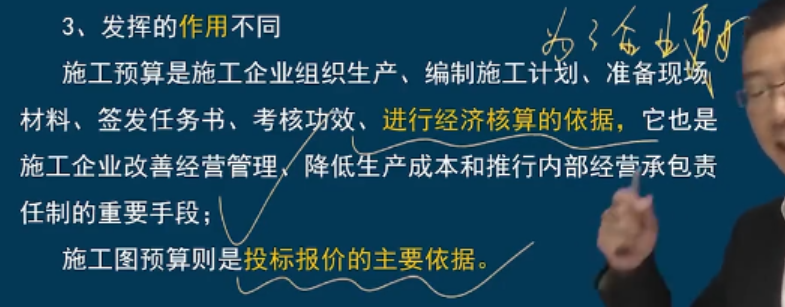 为了企业更好
3、发挥的作用不同
施工预算是施工企业组织生产、编制施工计划、准备现场
材料、签发任务书、考核功效、进行经济核算的依据，它也是
施工企业改善经营管理、降低生产成本和推行内部经营承包责
任制的重要手段；
施工图预算则是投标报价的主要依据。